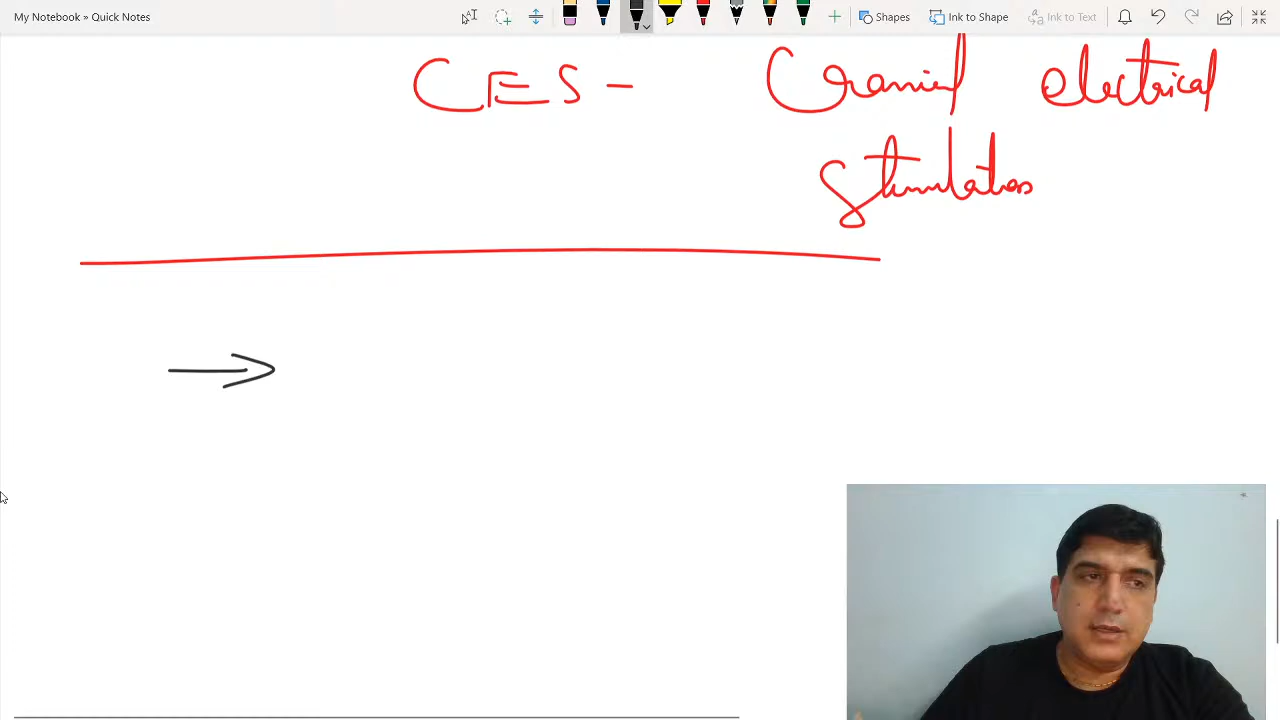 My Notebook » Quick Notes
Shapes
Ink to Shape
Ink to Text
CES - Cranial electrical
Stimulation